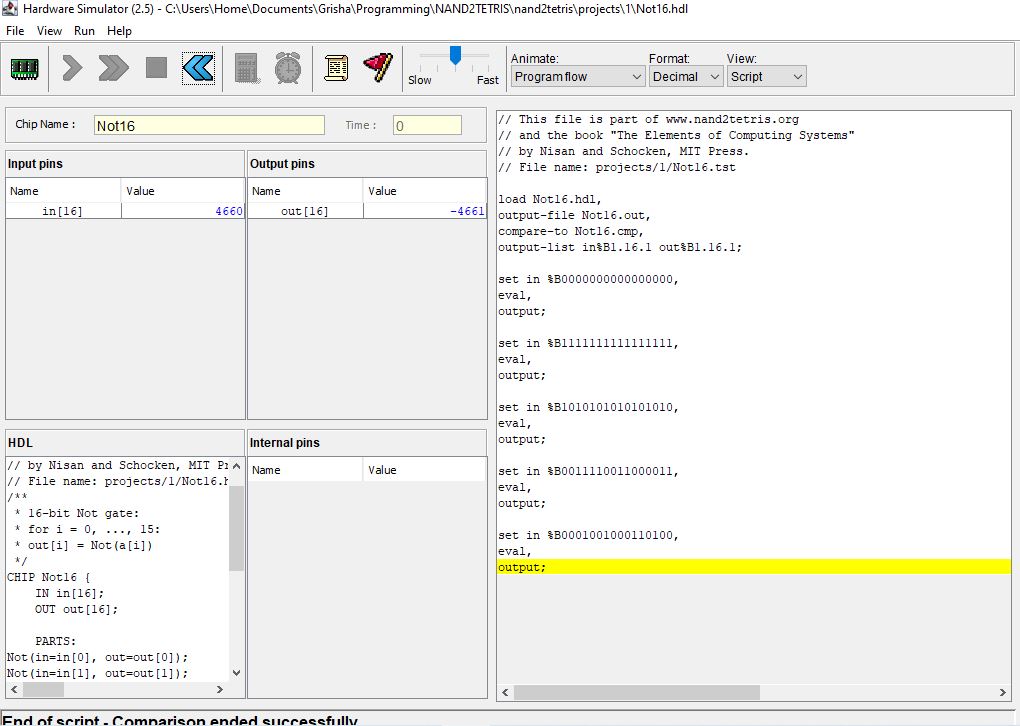 Hardware Simulator (2.5) - C:\Users\Home\Documents\Grisha\Programming\NAND2TETRIS\nand2tetris\projects\1\Not16.hdl
File View Run Help
Slow Fast
Animate: Format: View:
Program flow Decimal Script
Chip Name : Not16 Time : 0
Input pins
Name Value
in[16] 4660
Output pins
Name Value
out[16] -4661
HDL
// by Nisan and Schocken, MIT Pr
// File name: projects/1/Not16.h
/**
* 16-bit Not gate:
* for i = 0, ..., 15:
* out[i] = Not(a[i])
*/
CHIP Not16 {
IN in[16];
OUT out[16];
PARTS:
Not(in=in[0], out=out[0]);
Not(in=in[1], out=out[1]);
Internal pins
Name Value
// This file is part of www.nand2tetris.org
// and the book "The Elements of Computing Systems"
// by Nisan and Schocken, MIT Press.
// File name: projects/1/Not16.tst
load Not16.hdl,
output-file Not16.out,
compare-to Not16.cmp,
output-list in%B1.16.1 out%B1.16.1;
set in %B0000000000000000,
eval,
output;
set in %B1111111111111111,
eval,
output;
set in %B1010101010101010,
eval,
output;
set in %B0011110011000011,
eval,
output;
set in %B0001001000110100,
eval,
output;
End of script - Comparison ended successfully